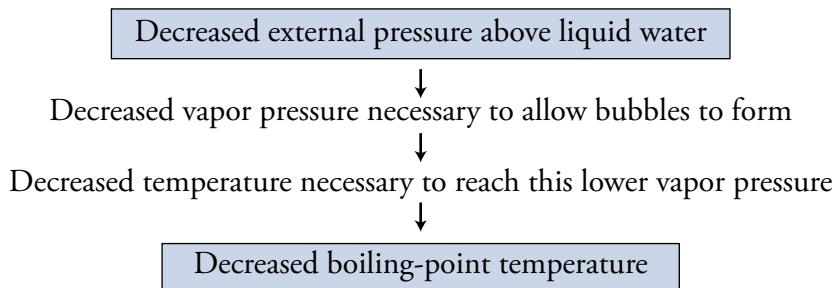 Decreased external pressure above liquid water
Decreased vapor pressure necessary to allow bubbles to form
Decreased temperature necessary to reach this lower vapor pressure
Decreased boiling-point temperature